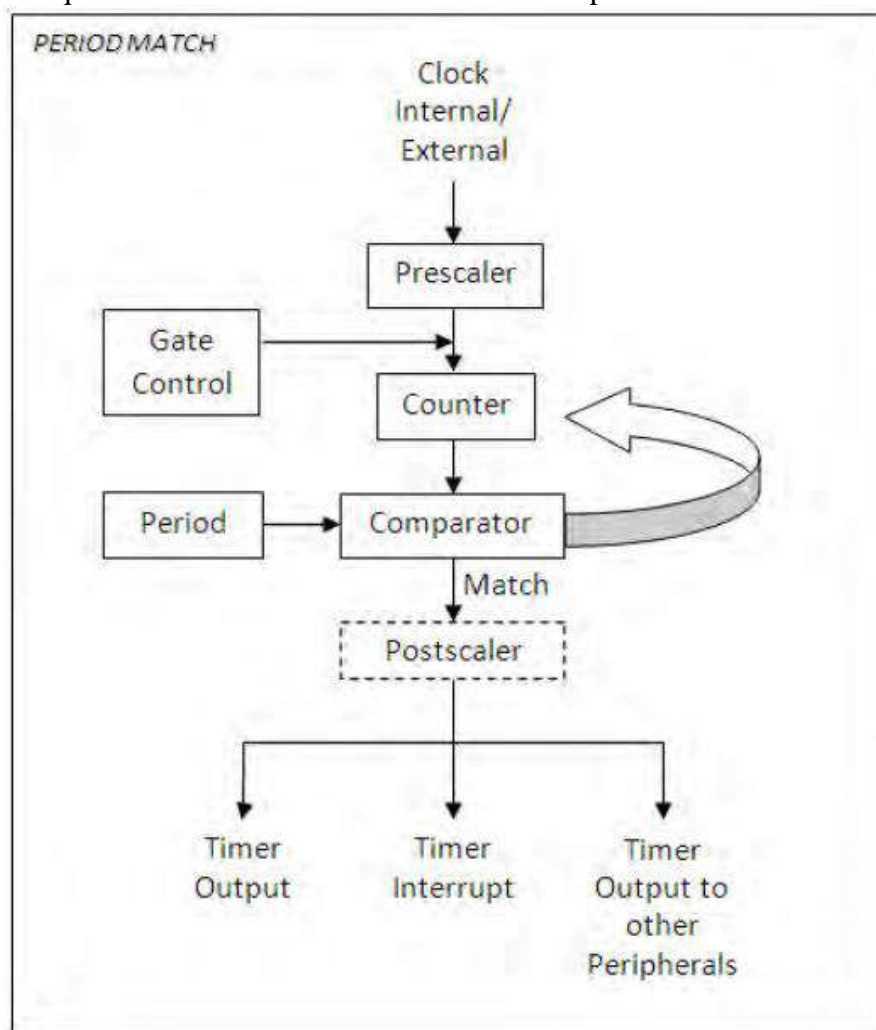 PERIOD MATCH
Clock
Internal/
External
Prescaler
Gate
Control
Counter
Period
Comparator
Match
Postscaler
Timer
Output
Timer
Interrupt
Timer
Output to
other
Peripherals